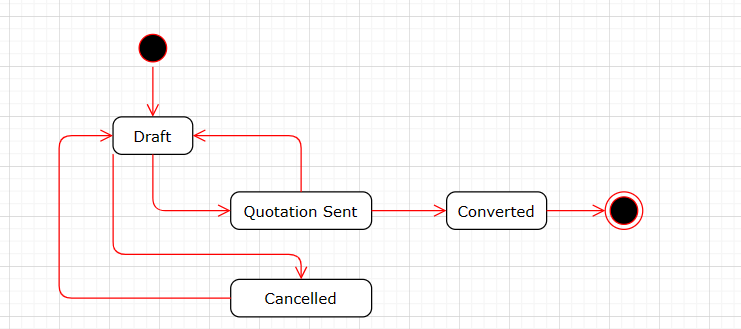 Draft
Quotation Sent
Converted
Cancelled